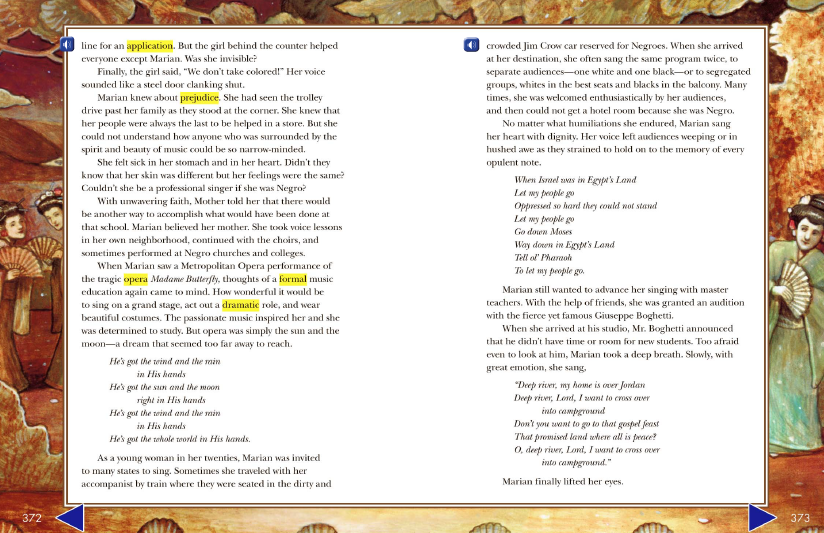 line for an application. But the girl behind the counter helped
everyone except Marian. Was she invisible?
Finally, the girl said, “We don’t take colored!” Her voice
sounded like a steel door clanking shut.
Marian knew about prejudice. She had seen the trolley
drive past her family as they stood at the corner. She knew that
her people were always the last to be helped in a store. But she
could not understand how anyone who was surrounded by the
spirit and beauty of music could be so narrow-minded.
She felt sick in her stomach and in her heart. Didn’t they
know that her skin was different but her feelings were the same?
Couldn’t she be a professional singer if she was Negro?
With unwavering faith, Mother told her that there would
be another way to accomplish what would have been done at
that school. Marian believed her mother. She took voice lessons
in her own neighborhood, continued with the choirs, and
sometimes performed at Negro churches and colleges.
When Marian saw a Metropolitan Opera performance of
the tragic opera Madame Butterfly, thoughts of a formal music
education again came to mind. How wonderful it would be
to sing on a grand stage, act out a dramatic role, and wear
beautiful costumes. The passionate music inspired her and she
was determined to study. But opera was simply the sun and the
moon—a dream that seemed too far away to reach.
He’s got the wind and the rain
in His hands
He’s got the sun and the moon
right in His hands
He’s got the wind and the rain
in His hands
He’s got the whole world in His hands.
As a young woman in her twenties, Marian was invited
to many states to sing. Sometimes she traveled with her
accompanist by train where they were seated in the dirty and
372
crowded Jim Crow car reserved for Negroes. When she arrived
at her destination, she often sang the same program twice, to
separate audiences—one white and one black—or to segregated
groups, whites in the best seats and blacks in the balcony. Many
times, she was welcomed enthusiastically by her audiences,
and then could not get a hotel room because she was Negro.
No matter what humiliations she endured, Marian sang
her heart with dignity. Her voice left audiences weeping or in
hushed awe as they strained to hold on to the memory of every
opulent note.
When Israel was in Egypt’s Land
Let my people go
Oppressed so hard they could not stand
Let my people go
Go down Moses
Way down in Egypt’s Land
Tell ol’ Pharaoh
To let my people go.
Marian still wanted to advance her singing with master
teachers. With the help of friends, she was granted an audition
with the fierce yet famous Giuseppe Boghetti.
When she arrived at his studio, Mr. Boghetti announced
that he didn’t have time or room for new students. Too afraid
even to look at him, Marian took a deep breath. Slowly, with
great emotion, she sang,
“Deep river, my home is over Jordan
Deep river, Lord, I want to cross over
into campground
Don’t you want to go to that gospel feast
That promised land where all is peace?
O, deep river, Lord, I want to cross over
into campground.”
Marian finally lifted her eyes.
373